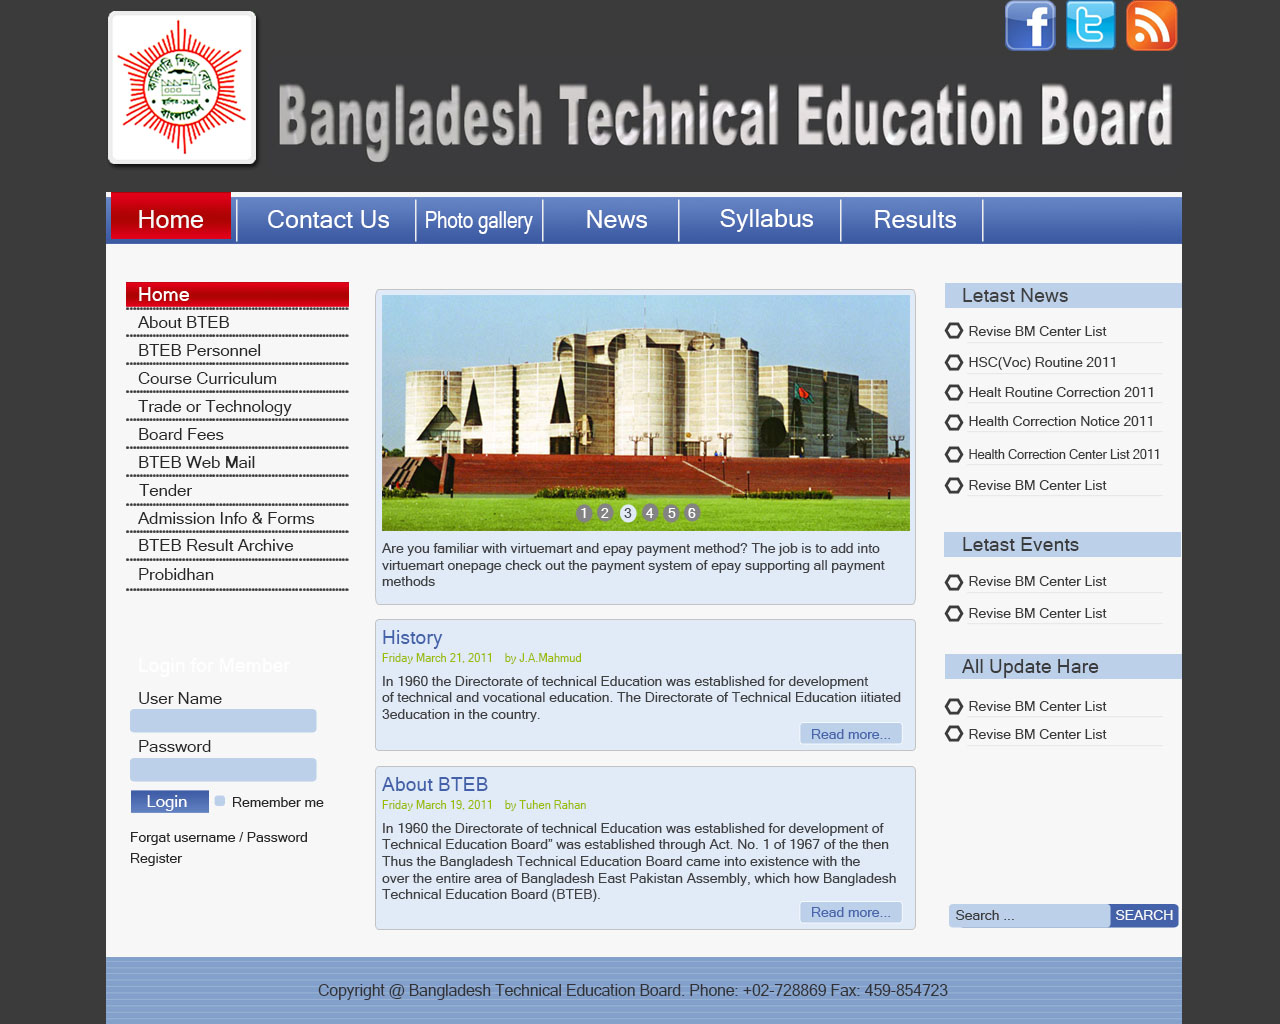 কারিগরি শিক্ষা বোর্ড
বাংলাদেশ
Bangladesh Technical Education Board
Home
Contact Us
Photo gallery
News
Syllabus
Results
Home
About BTEB
BTEB Personnel
Course Curriculum
Trade or Technology
Board Fees
BTEB Web Mail
Tender
Admission Info & Forms
BTEB Result Archive
Probidhan
Login for Member
User Name
Password
Login
Remember me
Forgat username / Password
Register
1 2 3 4 5 6
Are you familiar with virtuemart and epay payment method? The job is to add into
virtuemart onepage check out the payment system of epay supporting all payment
methods
History
Friday March 21, 2011 by J.A.Mahmud
In 1960 the Directorate of technical Education was established for development
of technical and vocational education. The Directorate of Technical Education iitiated
3education in the country.
Read more...
About BTEB
Friday March 19, 2011 by Tuhen Rahan
In 1960 the Directorate of technical Education was established for development of
Technical Education Board” was established through Act. No. 1 of 1967 of the then
Thus the Bangladesh Technical Education Board came into existence with the
over the entire area of Bangladesh East Pakistan Assembly, which how Bangladesh
Technical Education Board (BTEB).
Read more...
Letast News
Revise BM Center List
HSC(Voc) Routine 2011
Healt Routine Correction 2011
Health Correction Notice 2011
Health Correction Center List 2011
Revise BM Center List
Letast Events
Revise BM Center List
Revise BM Center List
All Update Hare
Revise BM Center List
Revise BM Center List
Search ...
SEARCH
Copyright @ Bangladesh Technical Education Board. Phone: +02-728869 Fax: 459-854723